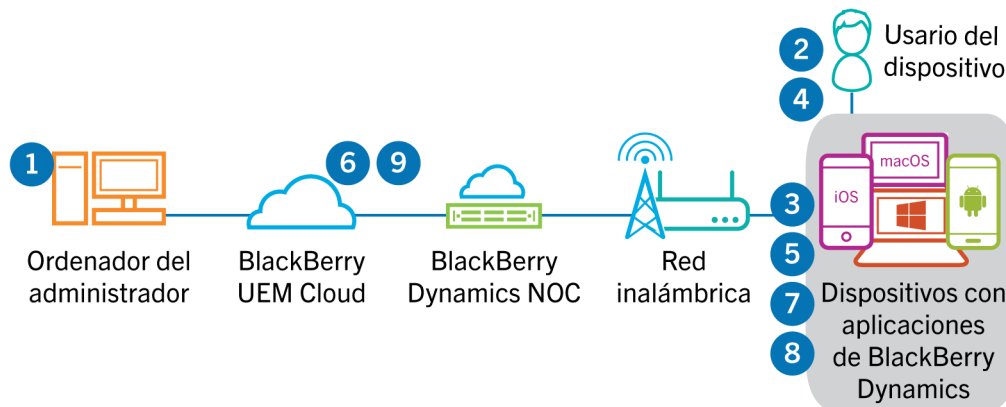 1
Ordenador del
administrador
6 9
BlackBerry
UEM Cloud
BlackBerry
Dynamics NOC
Red
inalámbrica
2
4
Usario del
dispositivo
3
5
7
8
macOS
iOS
Dispositivos con
aplicaciones
de BlackBerry
Dynamics